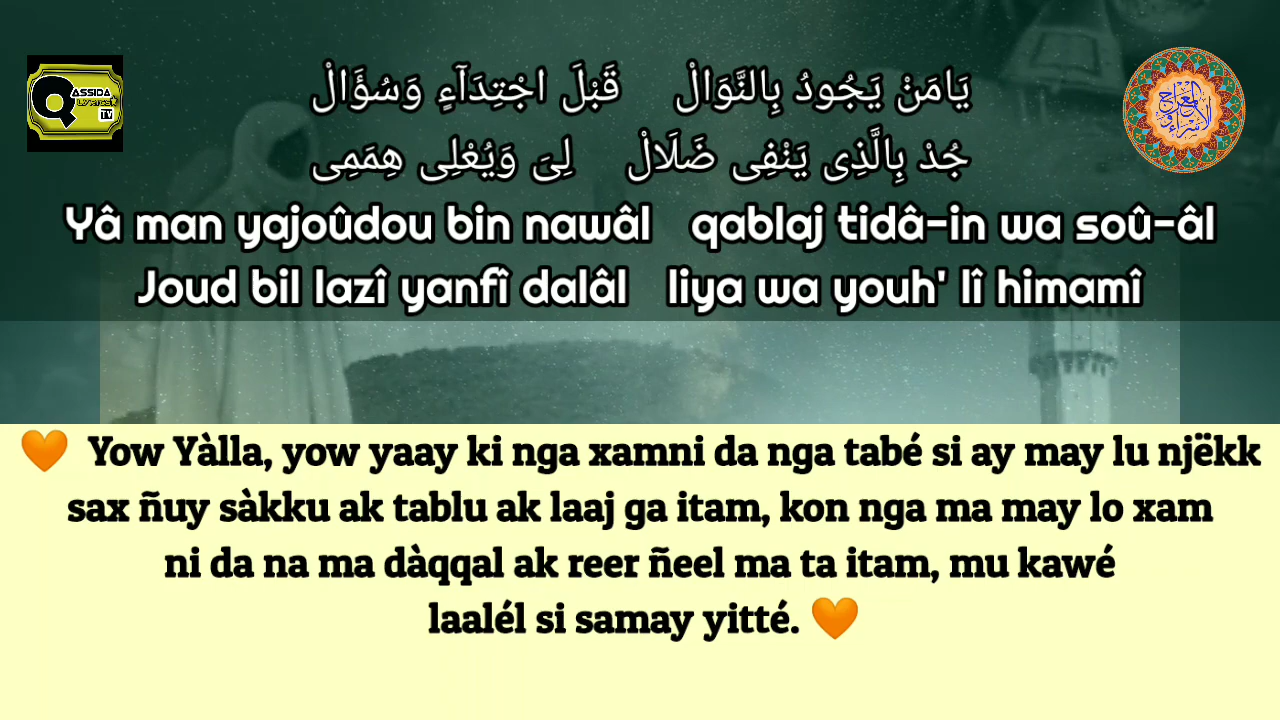 QASSIDA
LYRICS
TV
يَامَنْ يَجُودُ بِالنَّوَالْ قَبْلَ اجْتِدَآءٍ وَسُؤَالْ
جُدْ بِالَّذِى يَنْفِى ضَلَالْ لِىَ وَيُعْلِى هِمَمِى
Yâ man yajoûdou bin nawâl qablaj tidâ-in wa soû-âl
Joud bil lazî yanfî dalâl liya wa youh' lî himamî
🧡 Yow Yàlla, yow yaay ki nga xamni da nga tabé si ay may lu njëkk
sax ñuy sàkku ak tablu ak laaj ga itam, kon nga ma may lo xam
ni da na ma dàqqal ak reer ñeel ma ta itam, mu kawé
laalél si samay yitté. 🧡